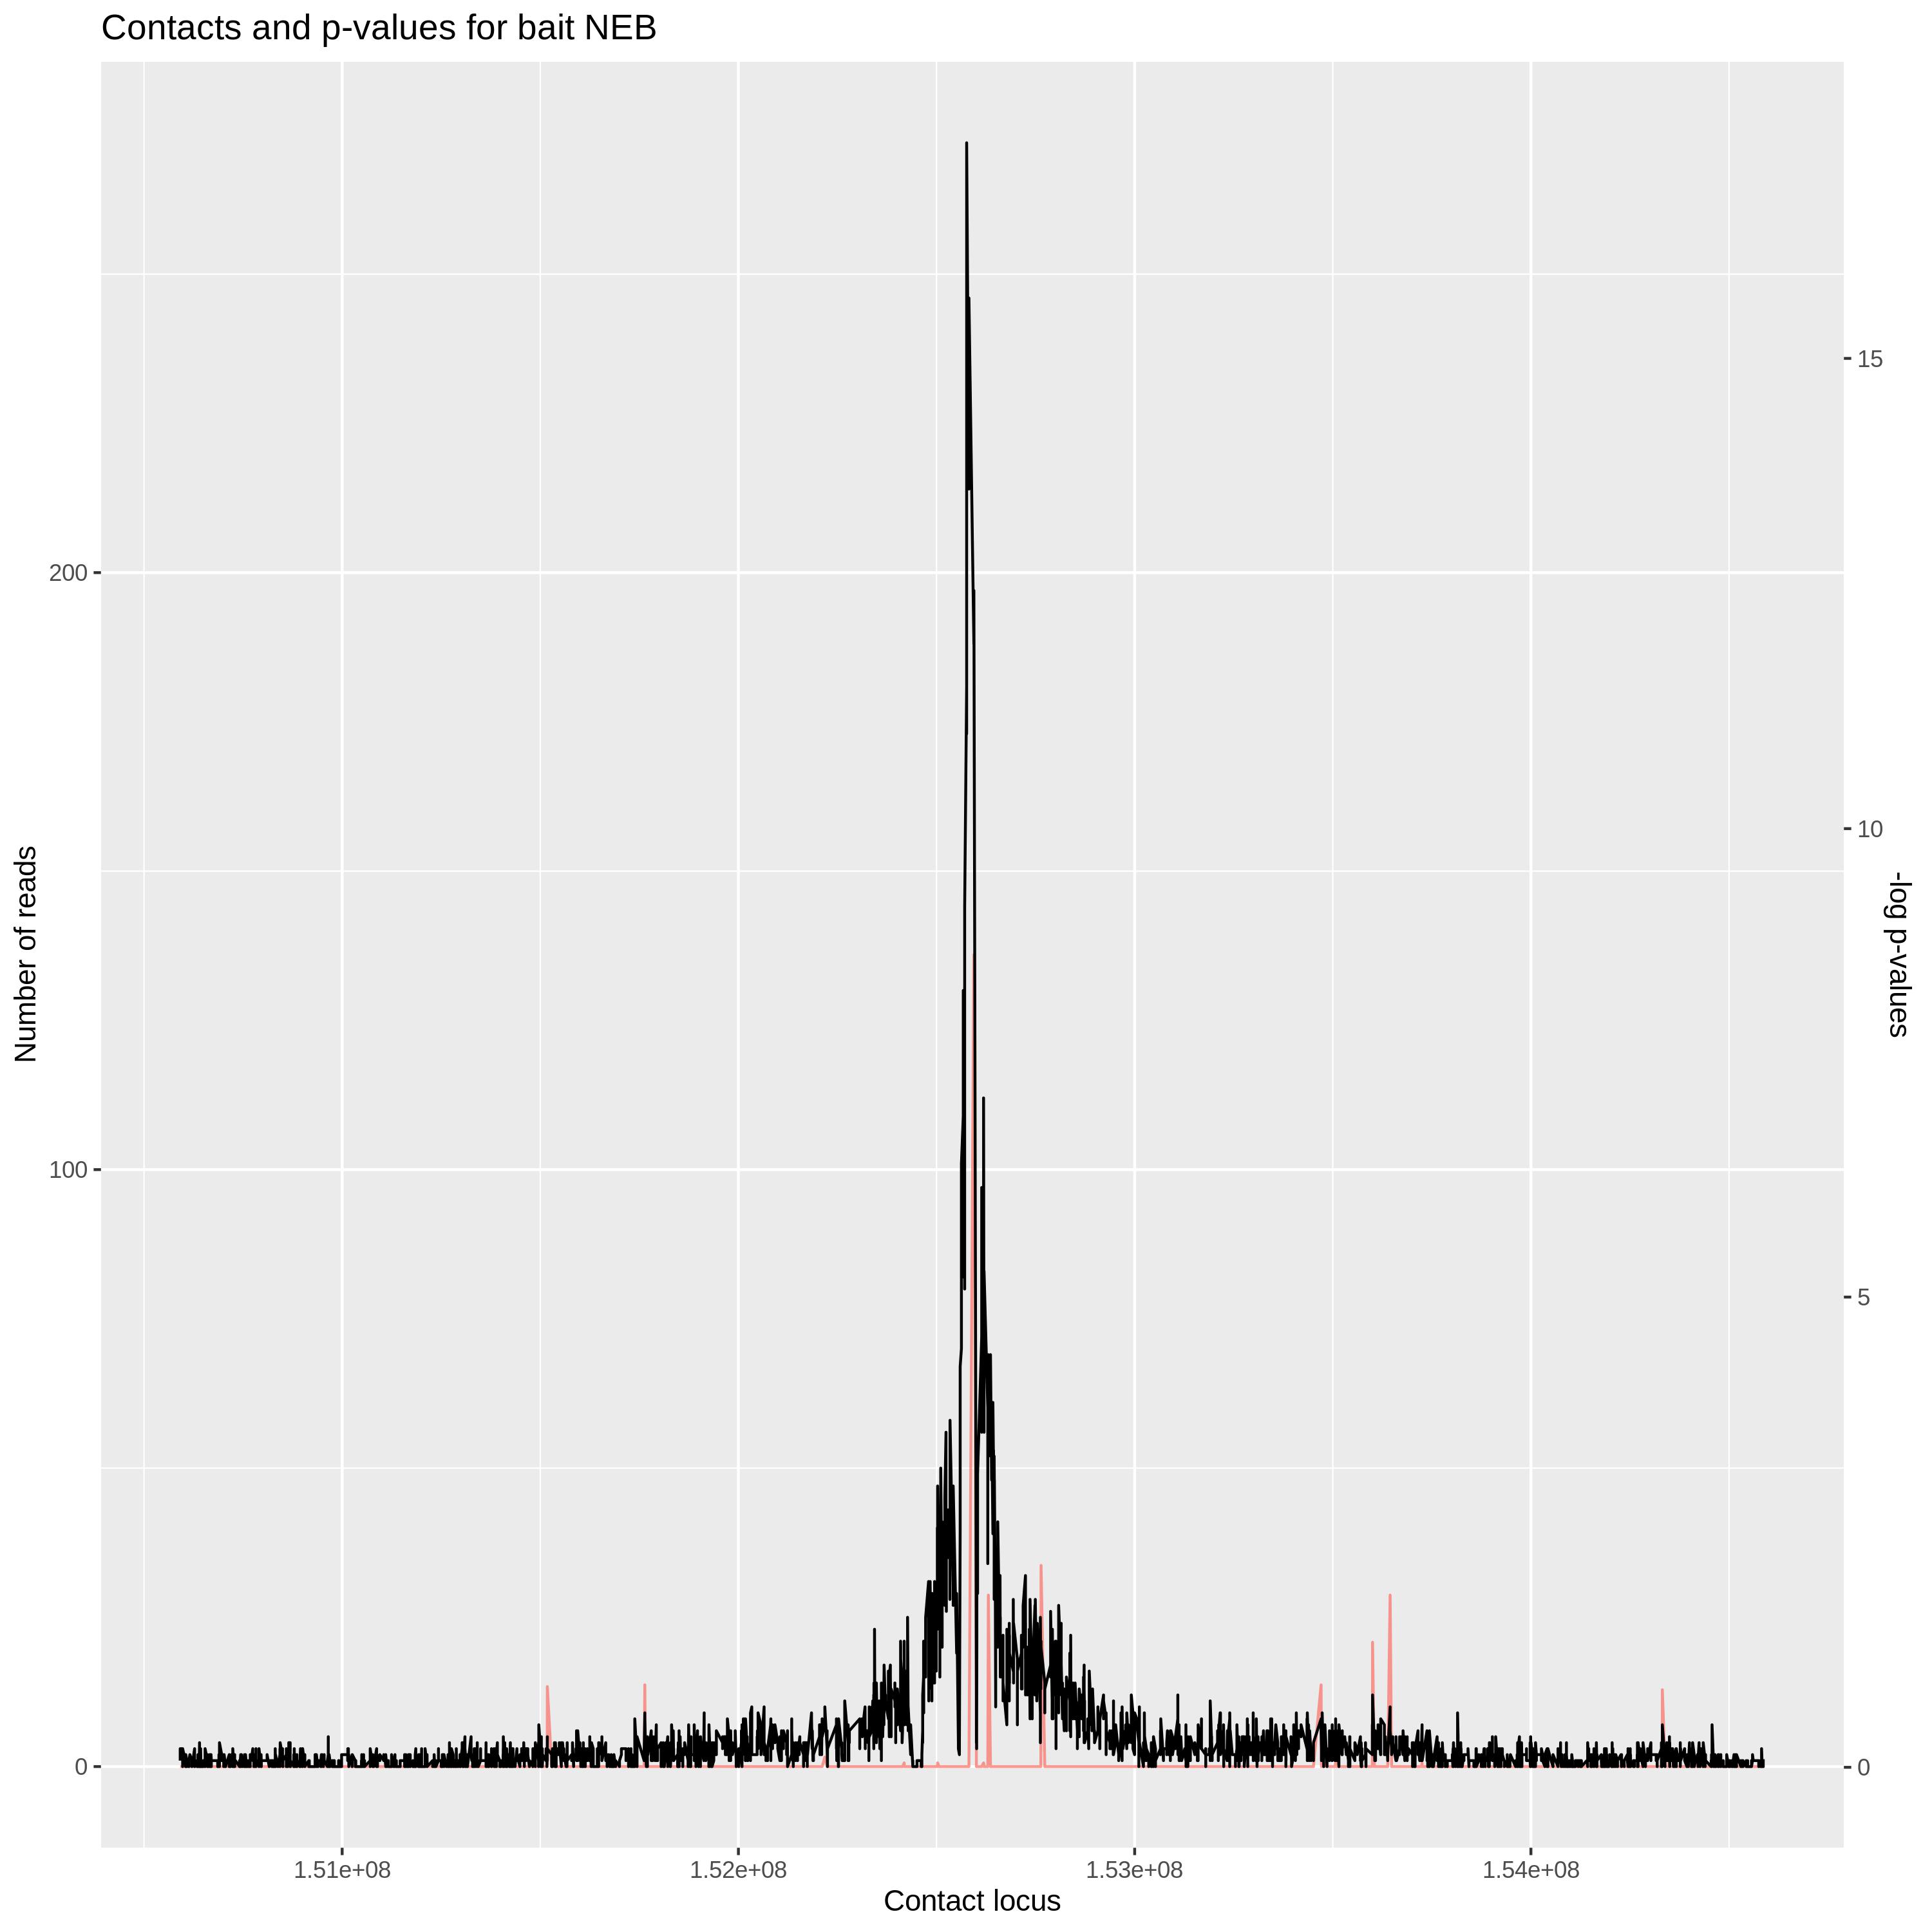 Contacts and p-values for bait NEB
Number of reads
200
100
0
15
10
5
0
-log p-values
1.51e+08
1.52e+08
1.53e+08
1.54e+08
Contact locus